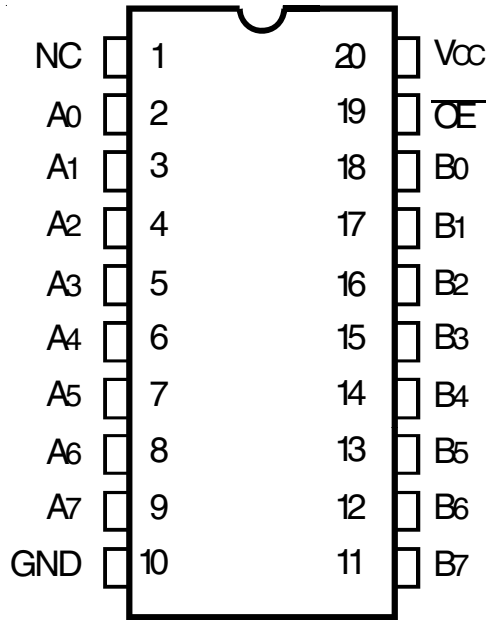 NC 1 20 VCC
A0 2 19 O̅E̅
A1 3 18 B0
A2 4 17 B1
A3 5 16 B2
A4 6 15 B3
A5 7 14 B4
A6 8 13 B5
A7 9 12 B6
GND 10 11 B7